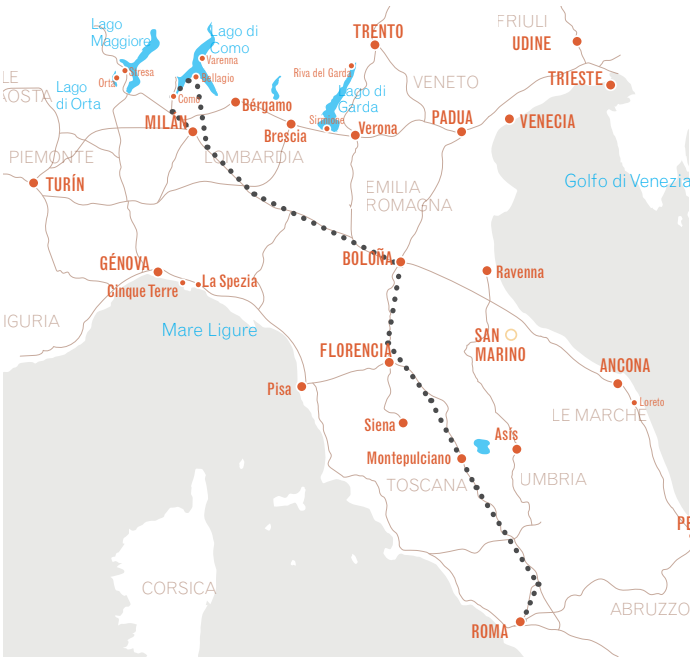 FRIULI
Lago
Maggiore
Lago di
Como
TRENTO
UDINE
Varenna
Stresa
Riva del Garda
LE
AOSTA
Orta
Bellagio
VENETO
TRIESTE
Lago
di Orta
Como
Lago di
Garda
Bérgamo
MILÁN
Sirmione
PADUA
VENECIA
Brescia
Verona
PIEMONTE
LOMBARDIA
TURÍN
EMILIA
ROMAGNA
Golfo di Venezia
GÉNOVA
BOLOÑA
Ravenna
Cinque Terre
La Spezia
IGURIA
Mare Ligure
SAN
MARINO
FLORENCIA
ANCONA
Pisa
Loreto
LE MARCHE
Siena
Asís
Montepulciano
TOSCANA
UMBRIA
PE
CORSICA
ABRUZZO
ROMA